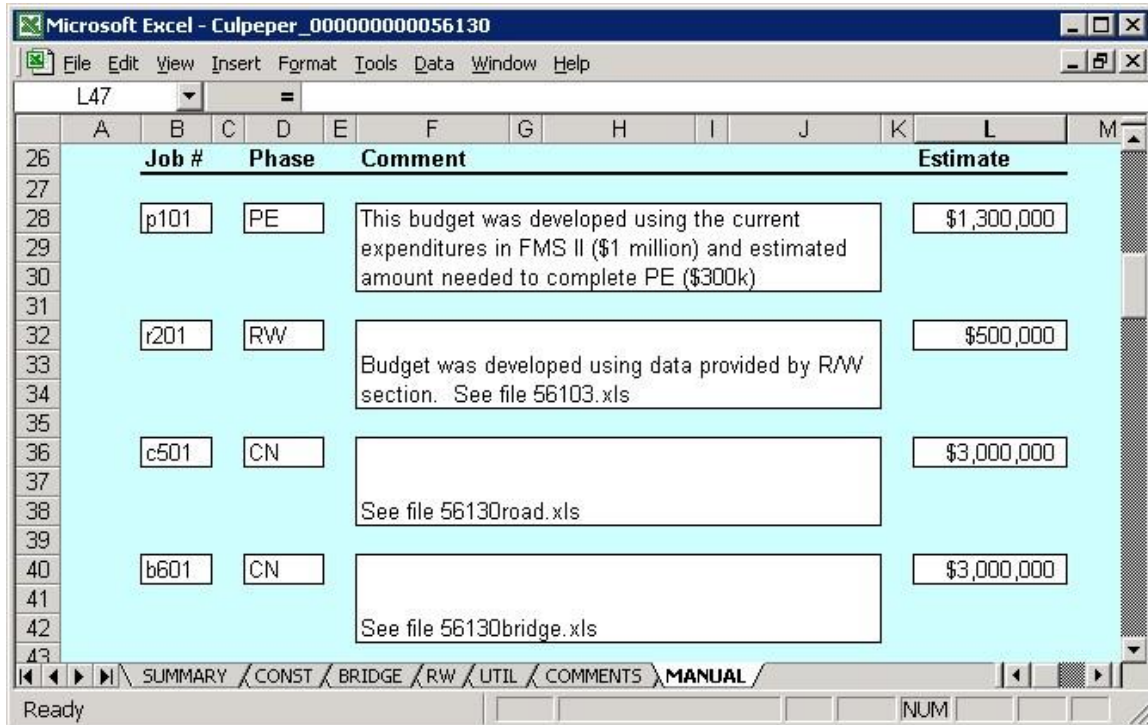 Microsoft Excel - Culpeper_000000000056130
File Edit View Insert Format Tools Data Window Help
L47 =
A B C D E F G H I J K L M
26 Job # Phase Comment Estimate
27
28 p101 PE This budget was developed using the current $1,300,000
29 expenditures in FMS II ($1 million) and estimated
30 amount needed to complete PE ($300k)
31
32 r201 RW $500,000
33 Budget was developed using data provided by R/W
34 section. See file 56103.xls
35
36 c501 CN $3,000,000
37
38 See file 56130road.xls
39
40 b601 CN $3,000,000
41
42 See file 56130bridge.xls
43
SUMMARY CONST BRIDGE RW UTIL COMMENTS MANUAL
Ready NUM